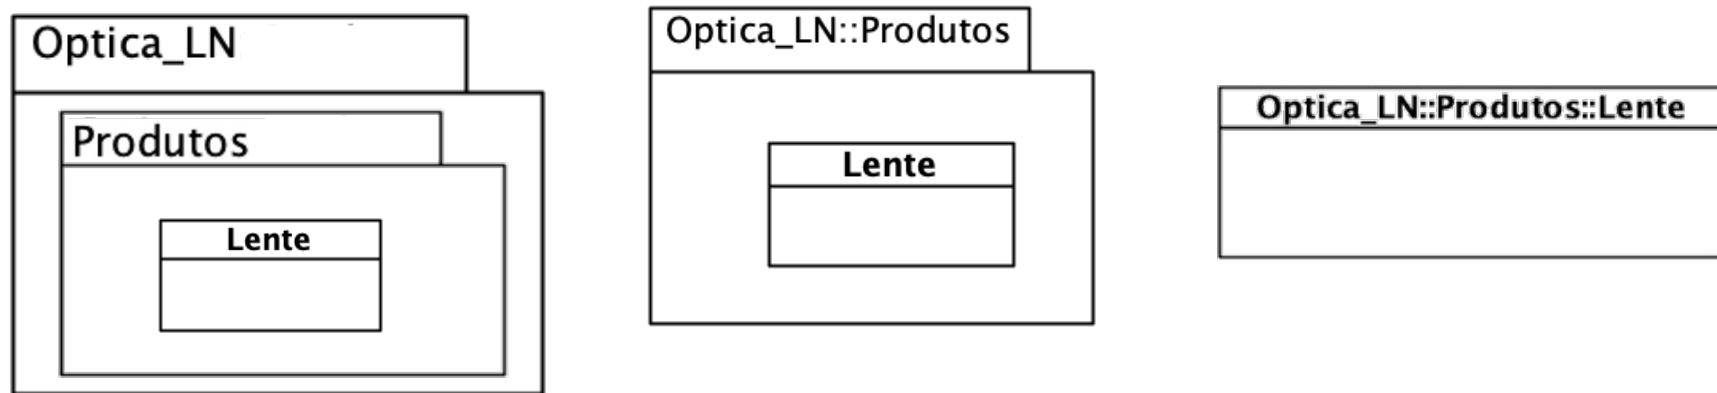 Optica_LN
Produtos
Lente
Optica_LN::Produtos
Lente
Optica_LN::Produtos::Lente